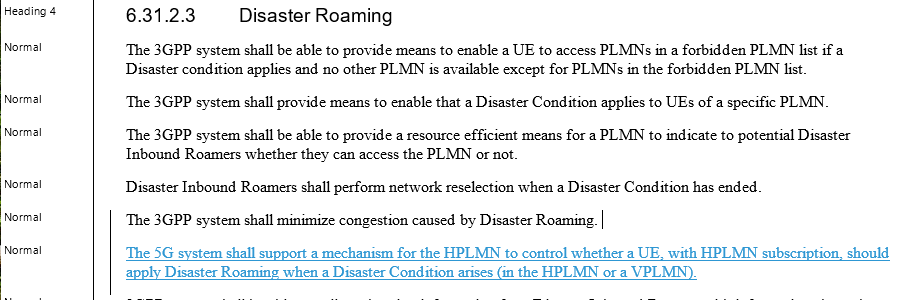 Heading 4 6.31.2.3 Disaster Roaming
Normal The 3GPP system shall be able to provide means to enable a UE to access PLMNs in a forbidden PLMN list if a
Disaster condition applies and no other PLMN is available except for PLMNs in the forbidden PLMN list.
Normal The 3GPP system shall provide means to enable that a Disaster Condition applies to UEs of a specific PLMN.
Normal The 3GPP system shall be able to provide a resource efficient means for a PLMN to indicate to potential Disaster
Inbound Roamers whether they can access the PLMN or not.
Normal Disaster Inbound Roamers shall perform network reselection when a Disaster Condition has ended.
Normal The 3GPP system shall minimize congestion caused by Disaster Roaming.
Normal The 5G system shall support a mechanism for the HPLMN to control whether a UE, with HPLMN subscription, should
apply Disaster Roaming when a Disaster Condition arises (in the HPLMN or a VPLMN).